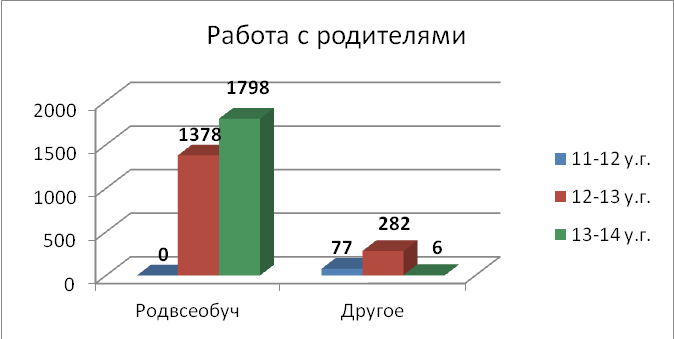 Работа с родителями
2000
1500
1000
500
0
0
1378
1798
77
282
6
Родвсеобуч
Другое
11-12 у.г.
12-13 у.г.
13-14 у.г.